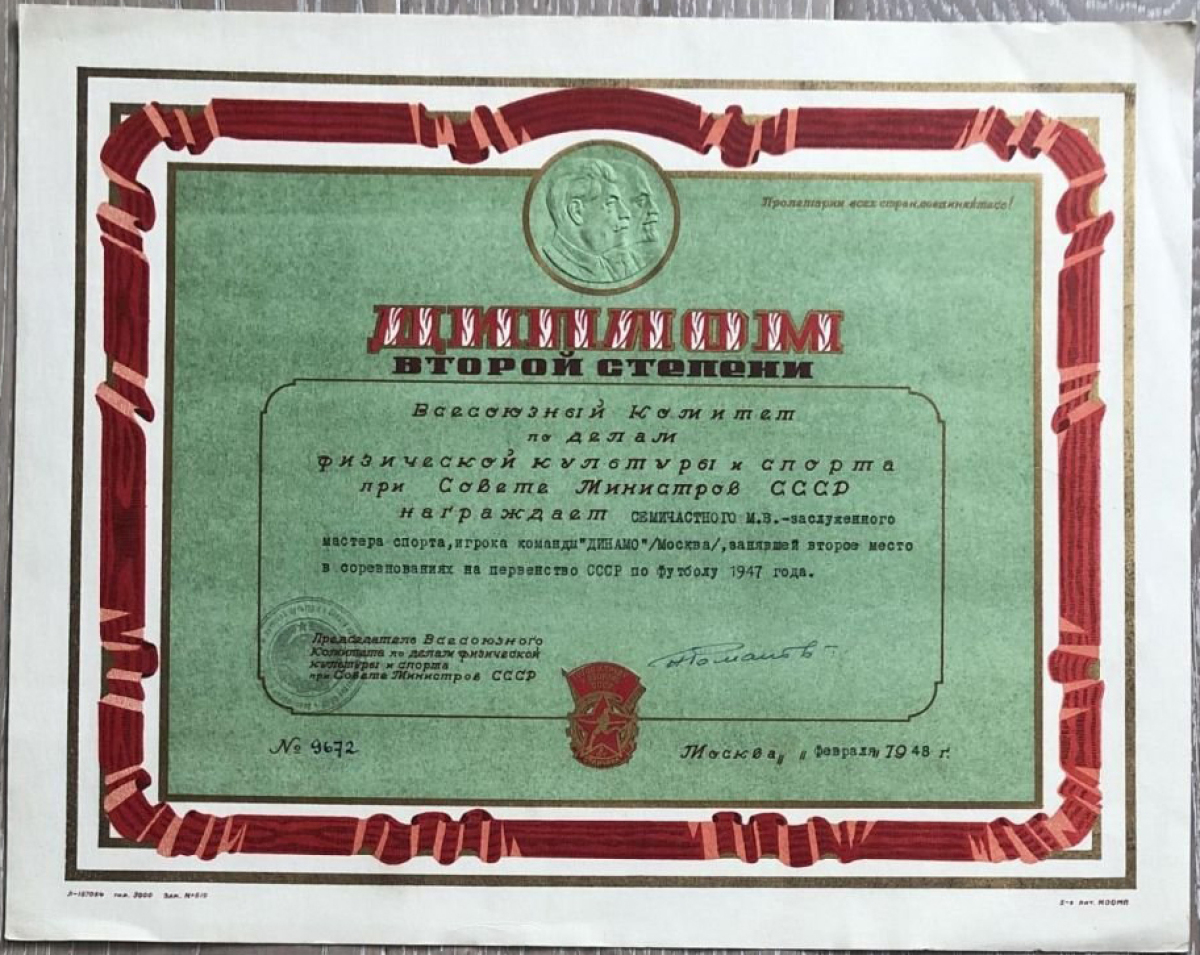 Пролетарии всех стран, соединяйтесь!
ДИПЛОМ
ВТОРОЙ СТЕПЕНИ
Всесоюзный Комитет
по делам
физической культуры и спорта
при Совете Министров СССР
награждает СЕМИЧАСТНОГО М.В.-заслуженного
мастера спорта,игрока команды"ДИНАМО"/Москва/,занявшей второе место
в соревнованиях на первенство СССР по футболу 1947 года.
Председатель Всесоюзного
Комитета по делам физической
культуры и спорта
при Совете Министров СССР
Романов
№ 9672
Москва „ „ февраля 1948 г.